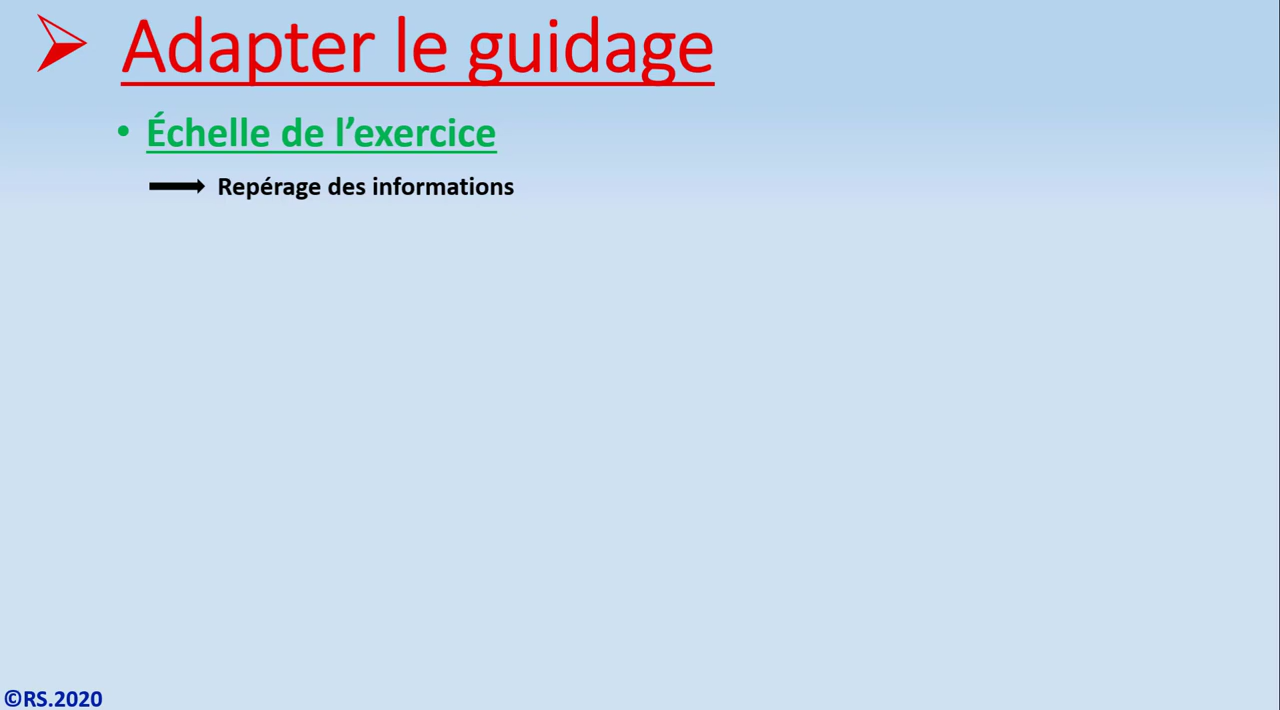 Adapter le guidage
• Échelle de l’exercice
Repérage des informations
©RS.2020